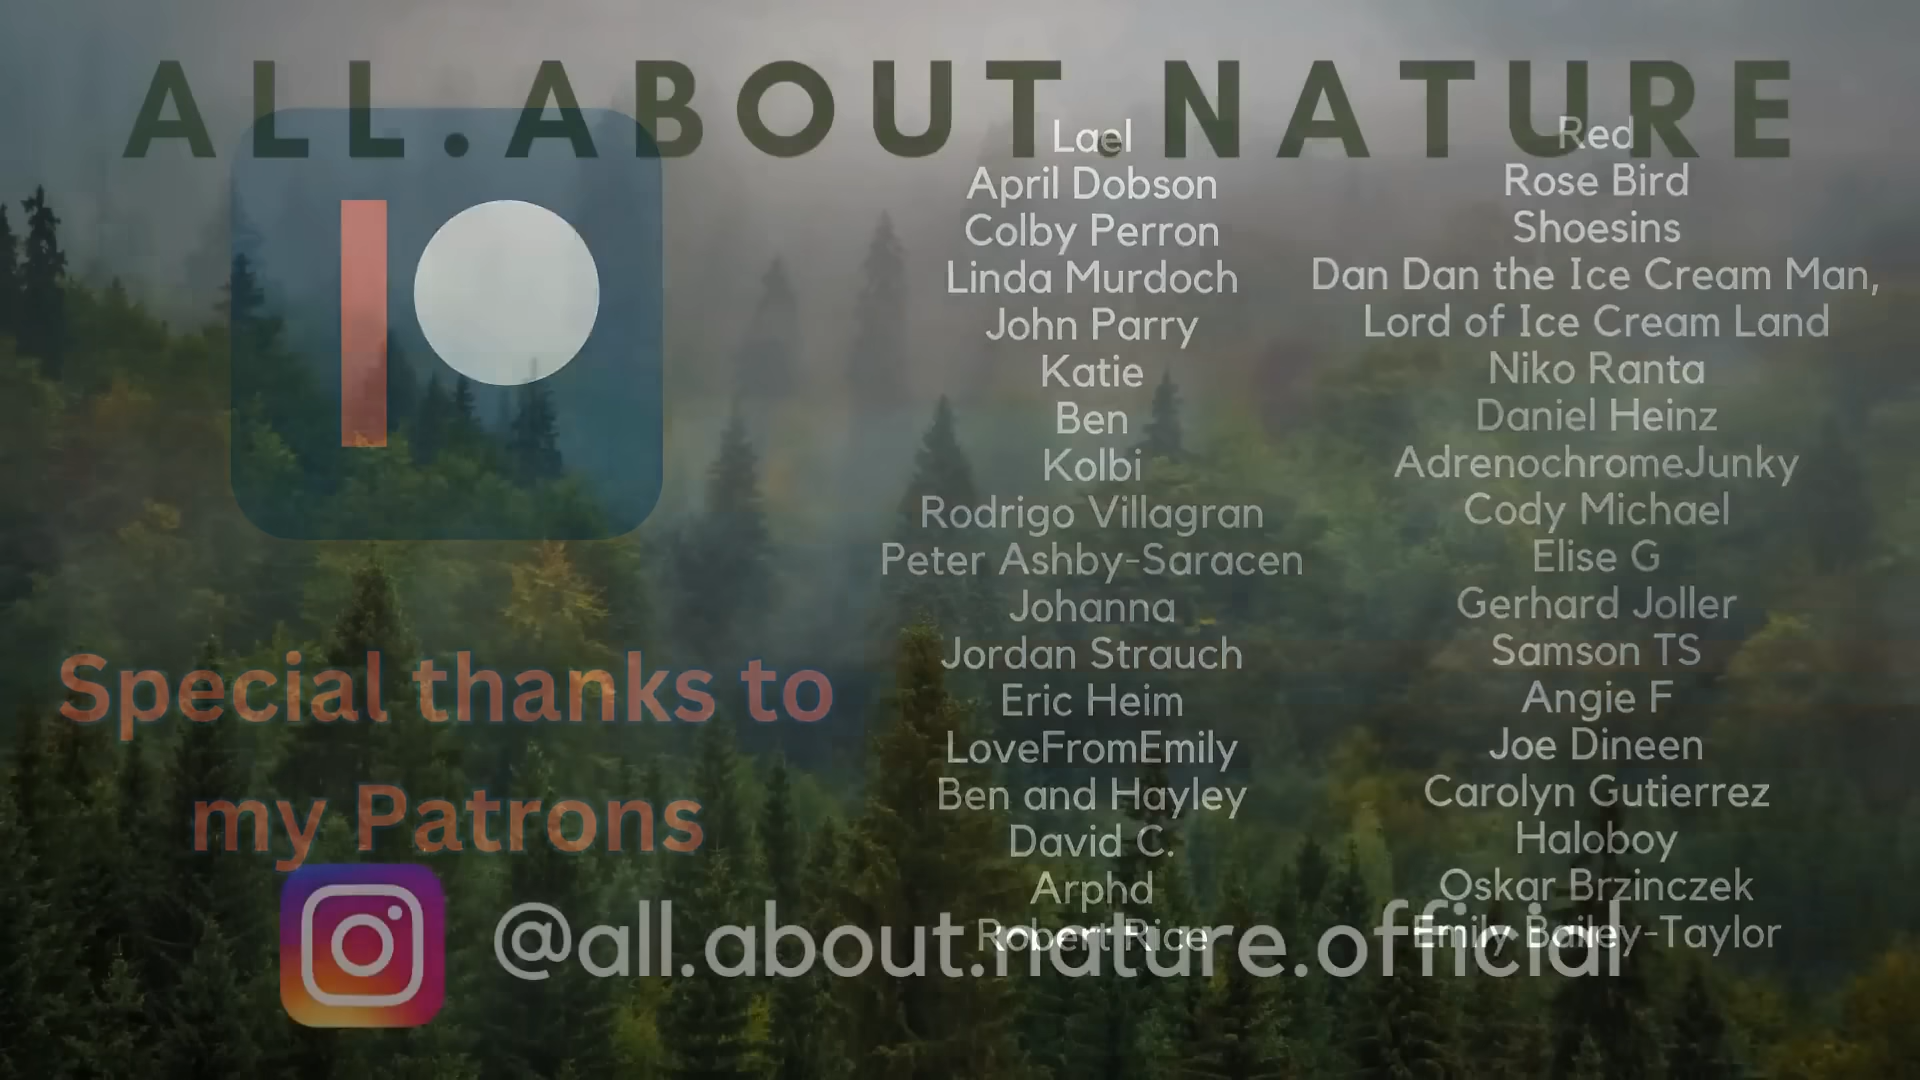 ALL.ABOUT.NATURE
Special thanks to
my Patrons
Lael
April Dobson
Colby Perron
Linda Murdoch
John Parry
Katie
Ben
Kolbi
Rodrigo Villagran
Peter Ashby-Saracen
Johanna
Jordan Strauch
Eric Heim
LoveFromEmily
Ben and Hayley
David C.
Arphd
Robert Rice
Red
Rose Bird
Shoesins
Dan Dan the Ice Cream Man,
Lord of Ice Cream Land
Niko Ranta
Daniel Heinz
AdrenochromeJunky
Cody Michael
Elise G
Gerhard Joller
Samson TS
Angie F
Joe Dineen
Carolyn Gutierrez
Haloboy
Oskar Brzinczek
Emily Bailey-Taylor
@all.about.nature.official